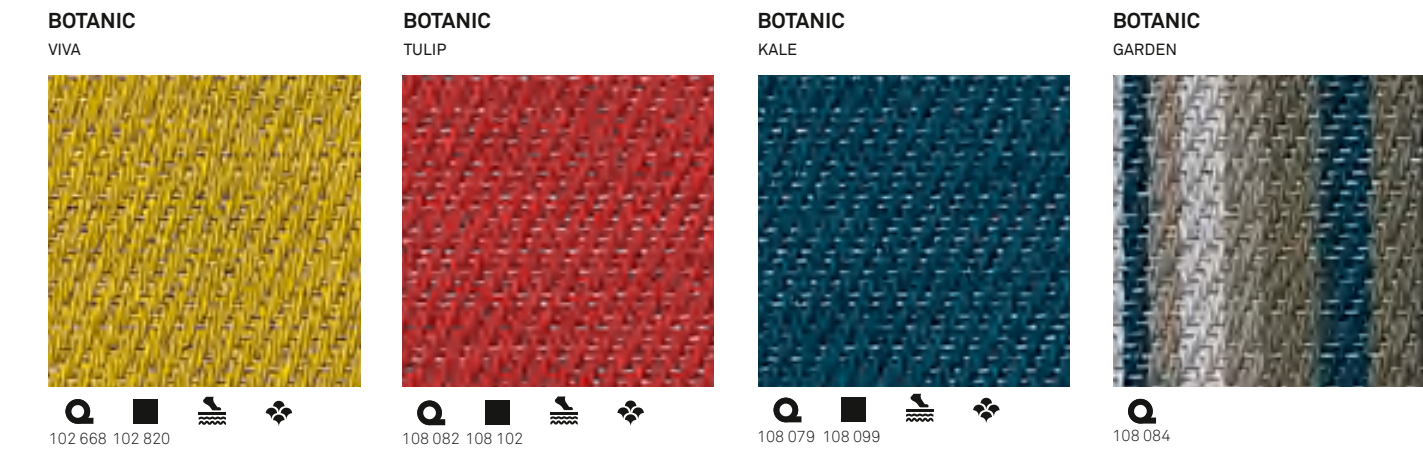 BOTANIC
VIVA
102 668 102 820
BOTANIC
TULIP
108 082 108 102
BOTANIC
KALE
108 079 108 099
BOTANIC
GARDEN
108 084